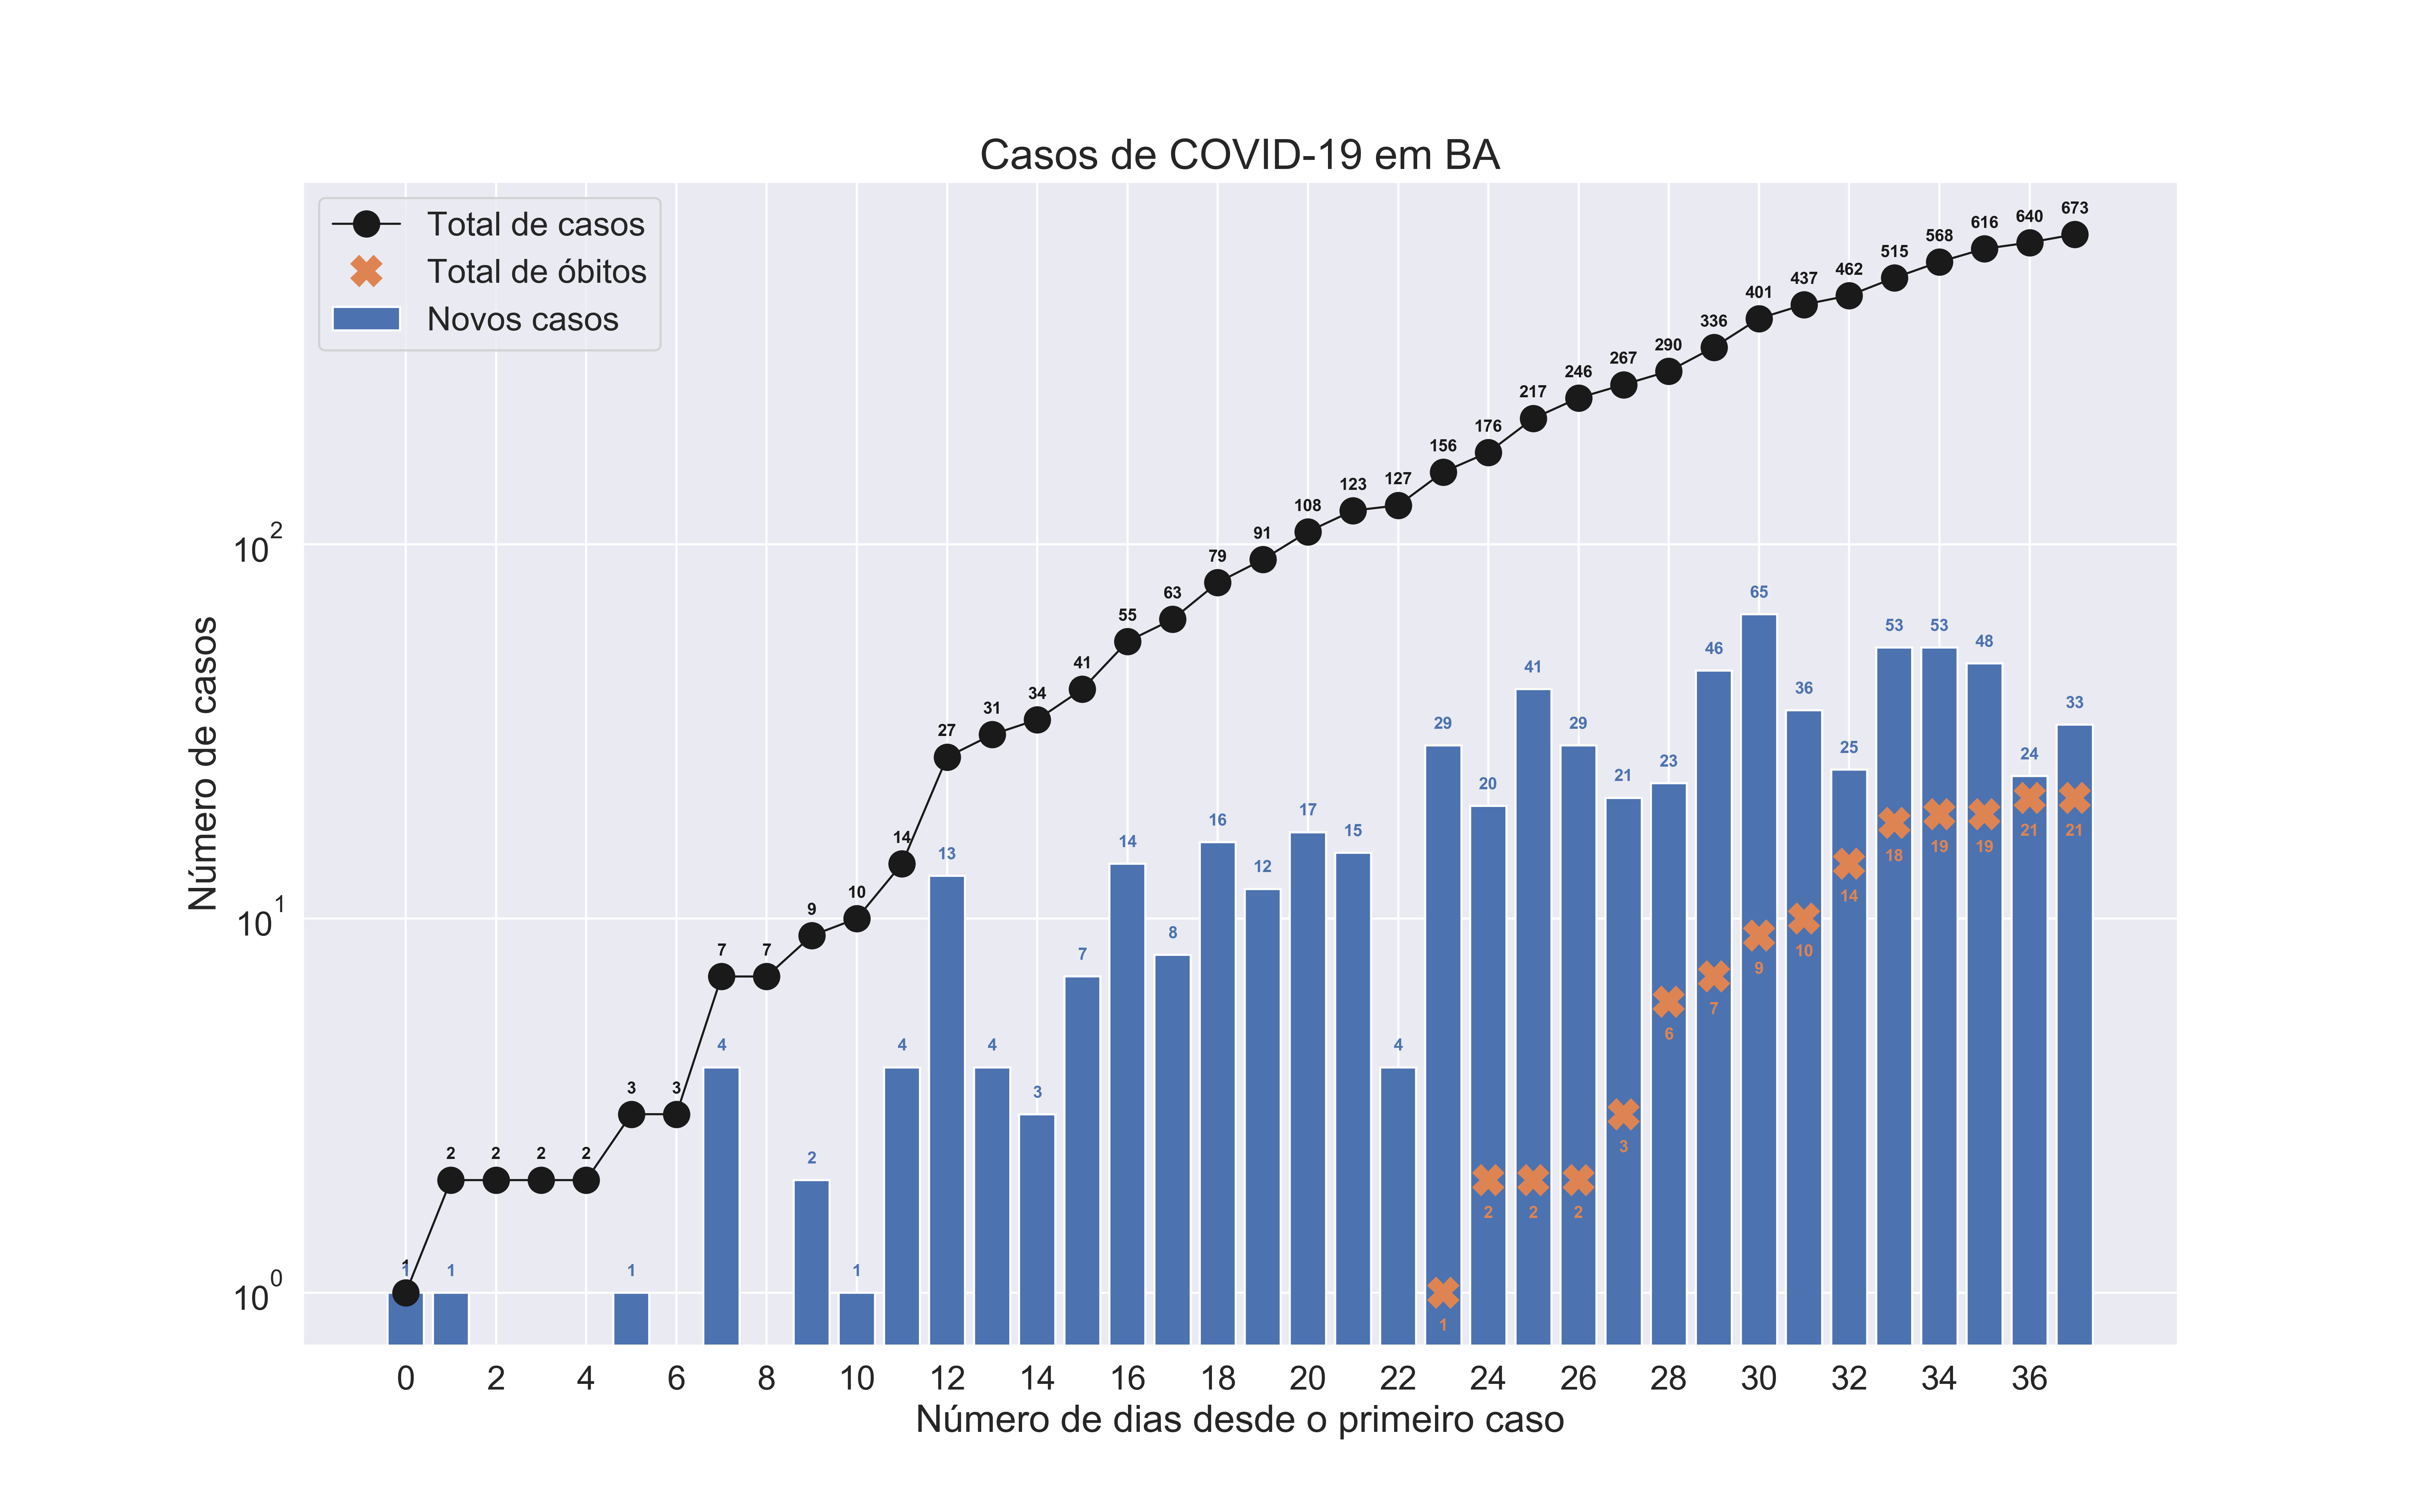 Casos de COVID-19 em BA
Total de casos
Total de óbitos
Novos casos
Número de casos
10^2
10^1
10^0
1 2 2 2 2 3 3 7 7 9 10 14 27 31 34 41 55 63 79 91 108 123 127 156 176 217 246 267 290 336 401 437 462 515 568 616 640 673
1 1 1 4 2 1 4 13 4 3 7 14 8 16 12 17 15 4 29 20 41 29 21 23 46 65 36 25 53 53 48 24 33
1 2 2 2 3 6 7 9 10 14 18 19 19 21 21
0 2 4 6 8 10 12 14 16 18 20 22 24 26 28 30 32 34 36
Número de dias desde o primeiro caso